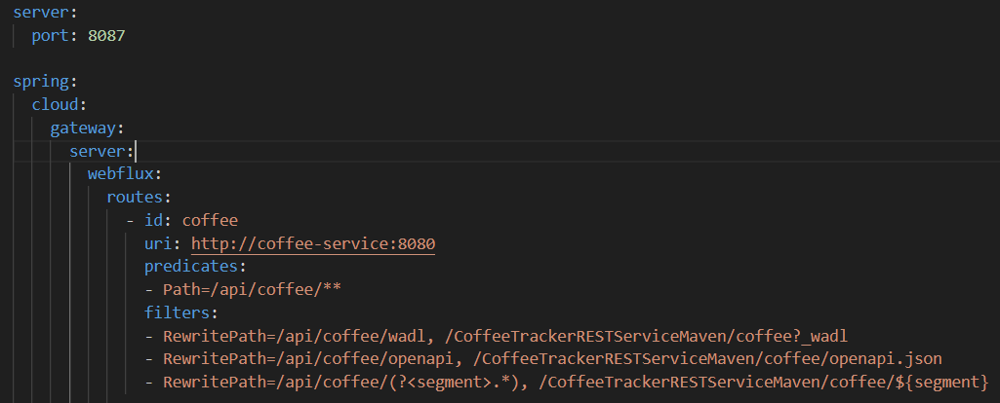 server:
  port: 8087

spring:
  cloud:
    gateway:
      server:
        webflux:
          routes:
            - id: coffee
              uri: http://coffee-service:8080
              predicates:
              - Path=/api/coffee/**
              filters:
              - RewritePath=/api/coffee/wadl, /CoffeeTrackerRESTServiceMaven/coffee?_wadl
              - RewritePath=/api/coffee/openapi, /CoffeeTrackerRESTServiceMaven/coffee/openapi.json
              - RewritePath=/api/coffee/(?<segment>.*), /CoffeeTrackerRESTServiceMaven/coffee/${segment}